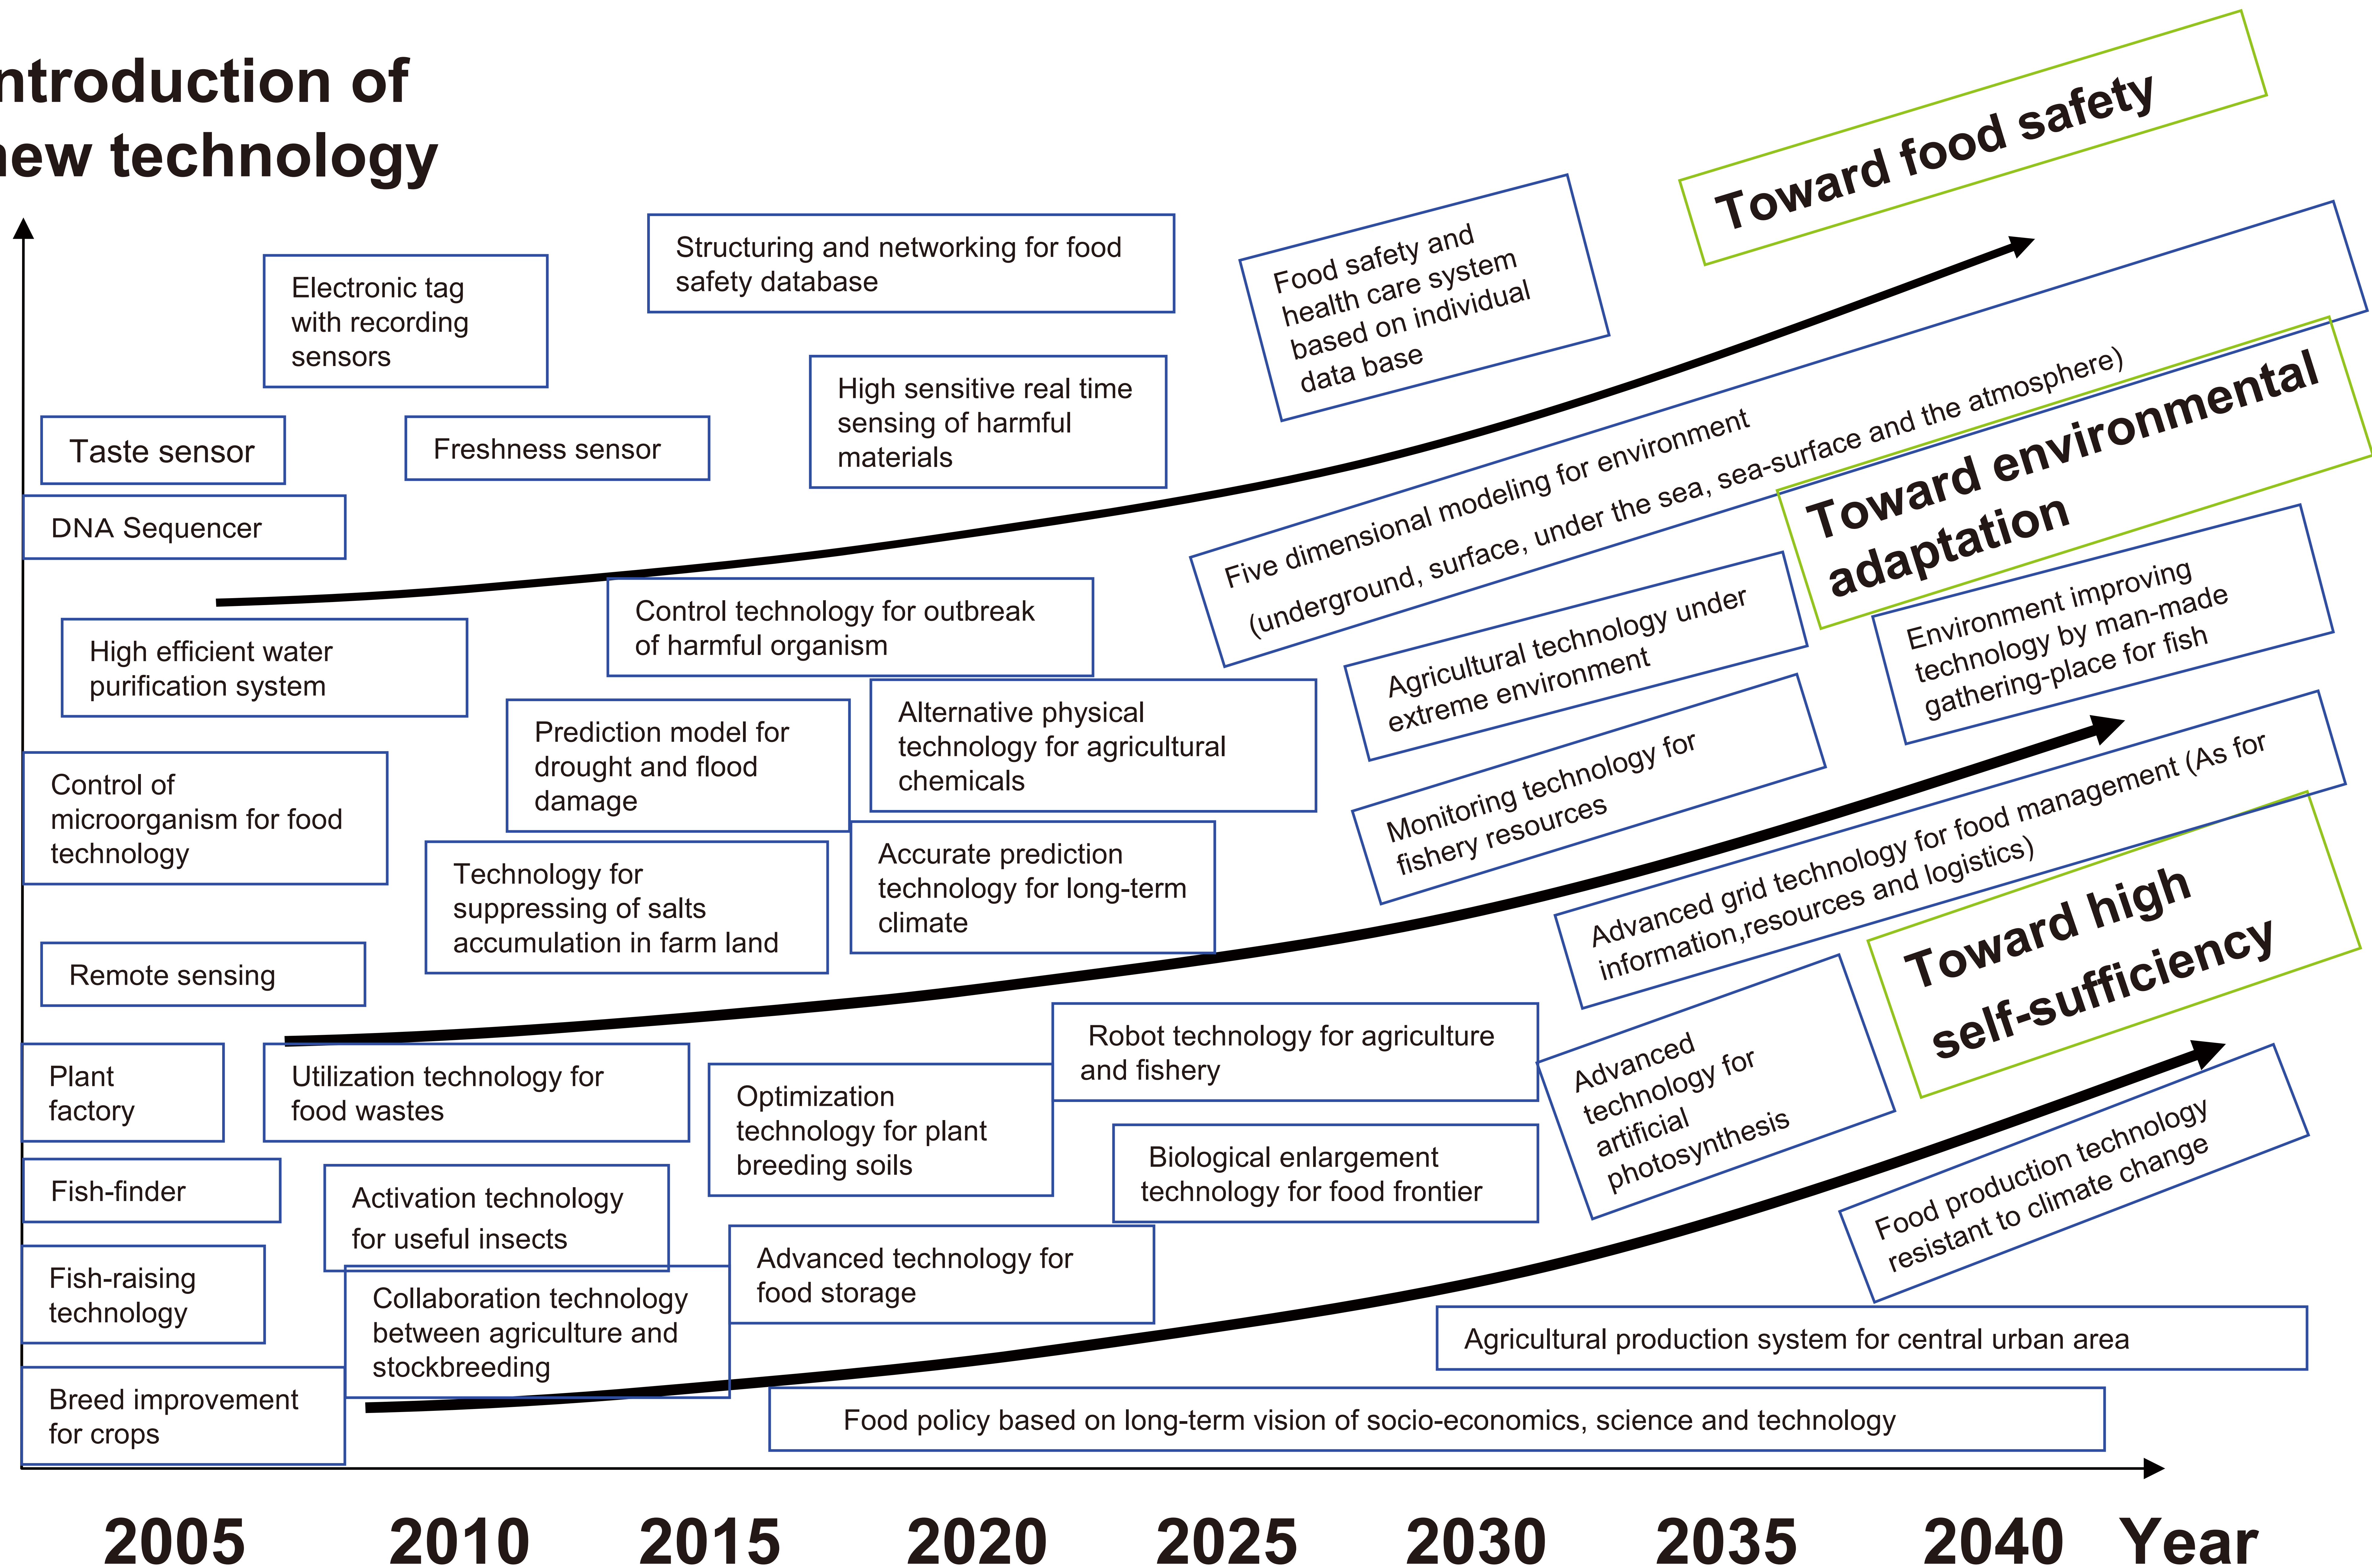 ntroduction of
new technology
Toward food safety
Structuring and networking for food
safety database
Electronic tag
with recording
sensors
Food safety and
health care system
based on individual
data base
High sensitive real time
sensing of harmful
materials
Taste sensor
Freshness sensor
DNA Sequencer
Five dimensional modeling for environment
(underground, surface, under the sea, sea-surface and the atmosphere)
Toward environmental
adaptation
Control technology for outbreak
of harmful organism
High efficient water
purification system
Agricultural technology under
extreme environment
Environment improving
technology by man-made
gathering-place for fish
Prediction model for
drought and flood
damage
Alternative physical
technology for agricultural
chemicals
Monitoring technology for
fishery resources
Control of
microorganism for food
technology
Technology for
suppressing of salts
accumulation in farm land
Accurate prediction
technology for long-term
climate
Advanced grid technology for food management (As for
information,resources and logistics)
Toward high
self-sufficiency
Remote sensing
Plant
factory
Utilization technology for
food wastes
Optimization
technology for plant
breeding soils
Robot technology for agriculture
and fishery
Advanced
technology for
artificial
photosynthesis
Biological enlargement
technology for food frontier
Fish-finder
Activation technology
for useful insects
Food production technology
resistant to climate change
Fish-raising
technology
Collaboration technology
between agriculture and
stockbreeding
Advanced technology for
food storage
Agricultural production system for central urban area
Breed improvement
for crops
Food policy based on long-term vision of socio-economics, science and technology
2005 2010 2015 2020 2025 2030 2035 2040 Year